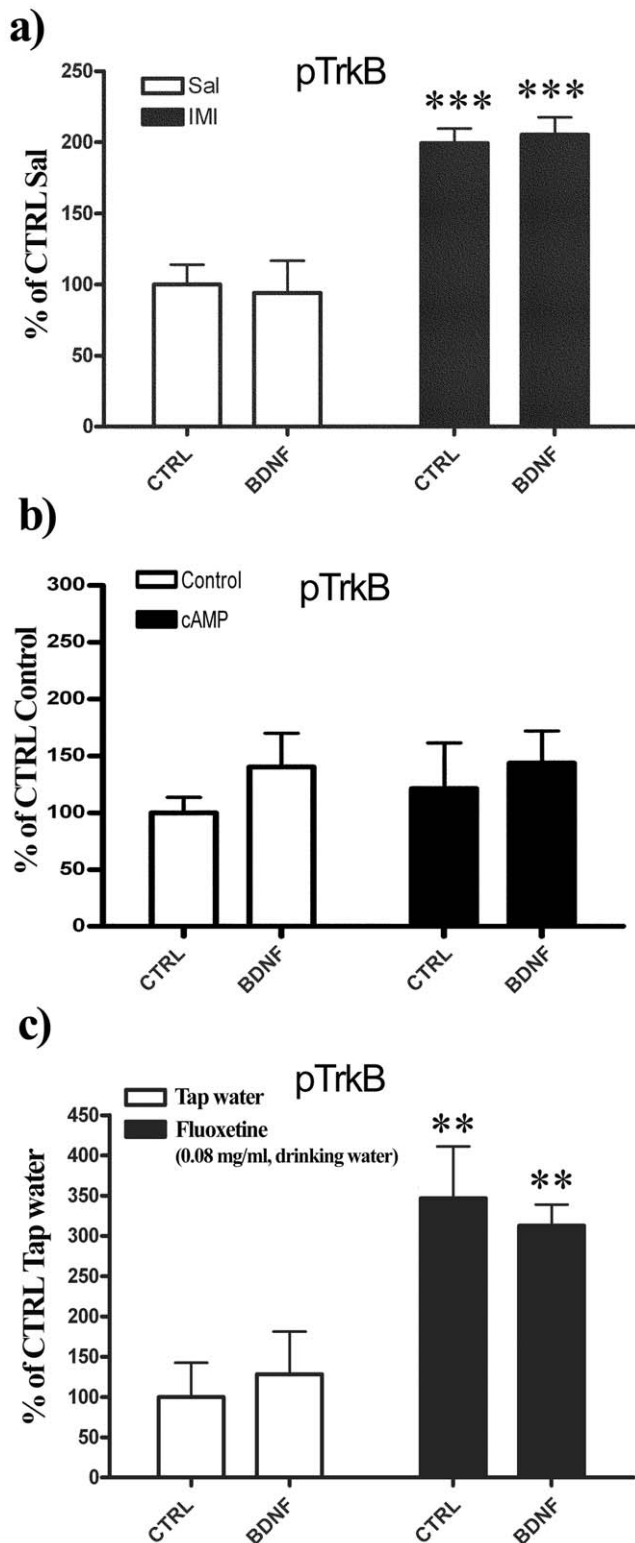 a)
pTrkB
Sal
IMI
% of CTRL Sal
250
200
150
100
50
0
***
***
CTRL
BDNF
CTRL
BDNF
b)
pTrkB
Control
cAMP
% of CTRL Control
300
250
200
150
100
50
0
CTRL
BDNF
CTRL
BDNF
c)
pTrkB
Tap water
Fluoxetine
(0.08 mg/ml, drinking water)
% of CTRL Tap water
450
400
350
300
250
200
150
100
50
0
**
**
CTRL
BDNF
CTRL
BDNF